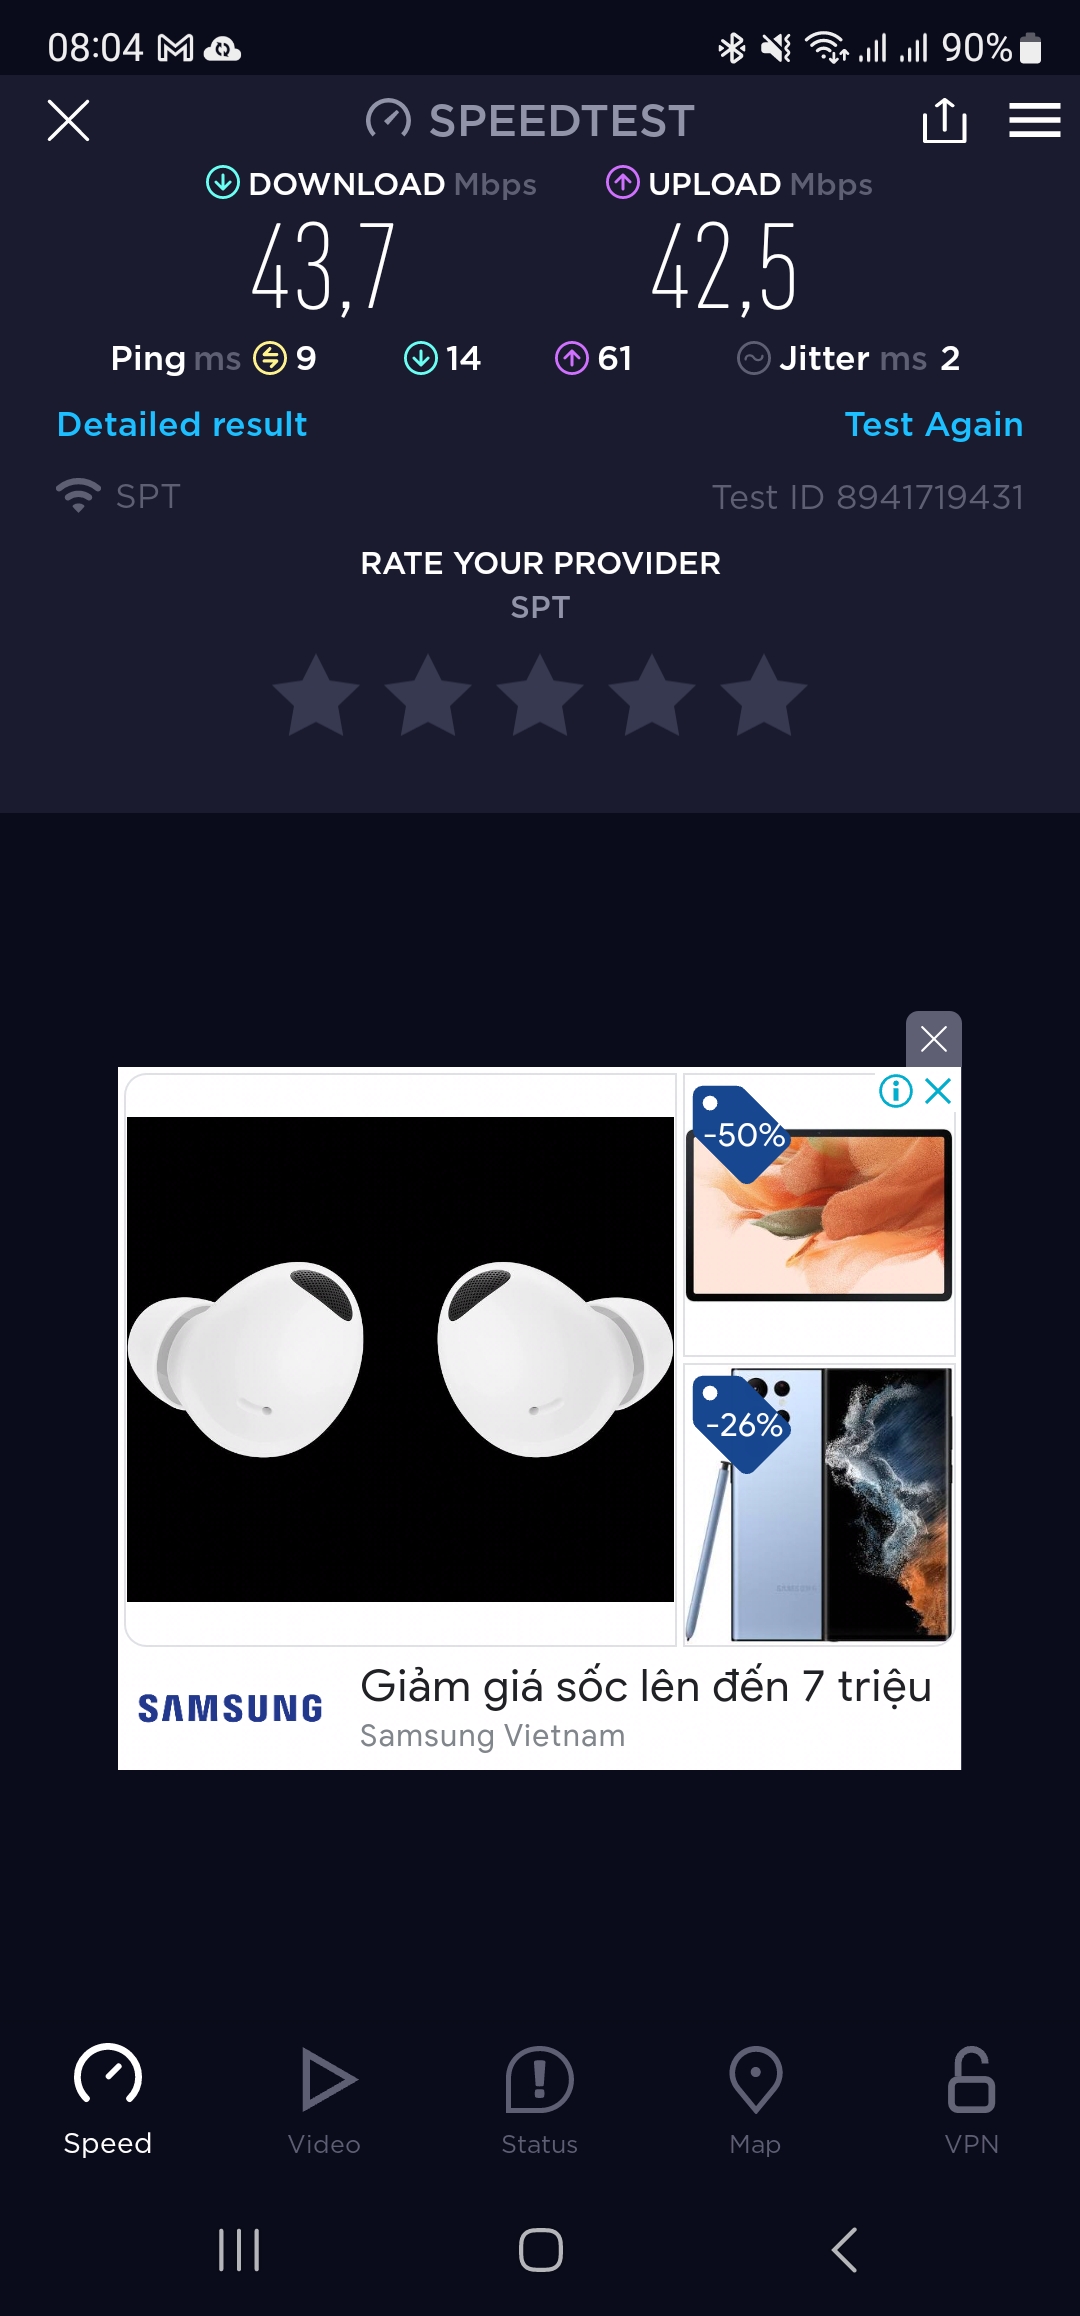 08:04 90%
SPEEDTEST
DOWNLOAD Mbps UPLOAD Mbps
43,7 42,5
Ping ms 9 14 61 Jitter ms 2
Detailed result Test Again
SPT Test ID 8941719431
RATE YOUR PROVIDER
SPT
-50%
-26%
SAMSUNG
SAMSUNG Giảm giá sốc lên đến 7 triệu
Samsung Vietnam
Speed Video Status Map VPN